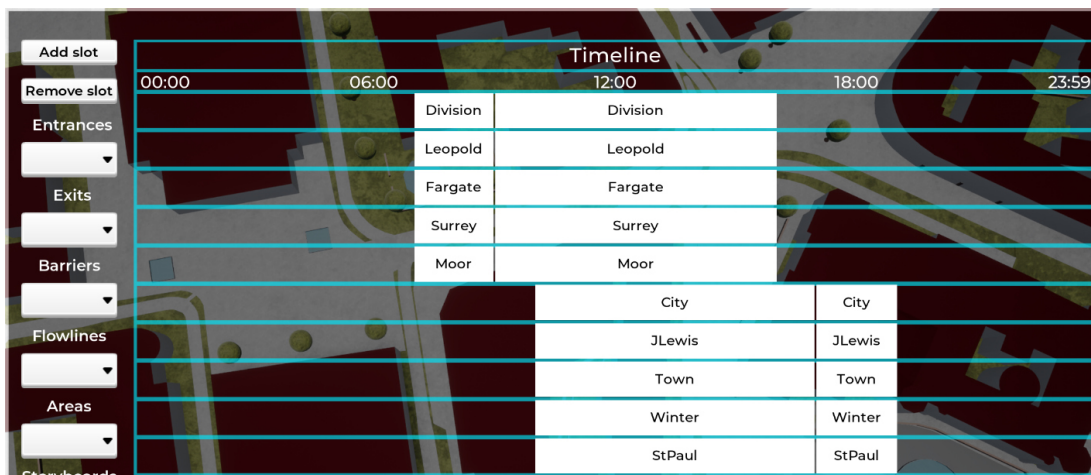 Add slot
Timeline
Remove slot
00:00 06:00 12:00 18:00 23:59
Entrances
Division Division
Leopold Leopold
Exits
Fargate Fargate
Surrey Surrey
Barriers
Moor Moor
City City
Flowlines
JLewis JLewis
Town Town
Areas
Winter Winter
StPaul StPaul
Storyboards